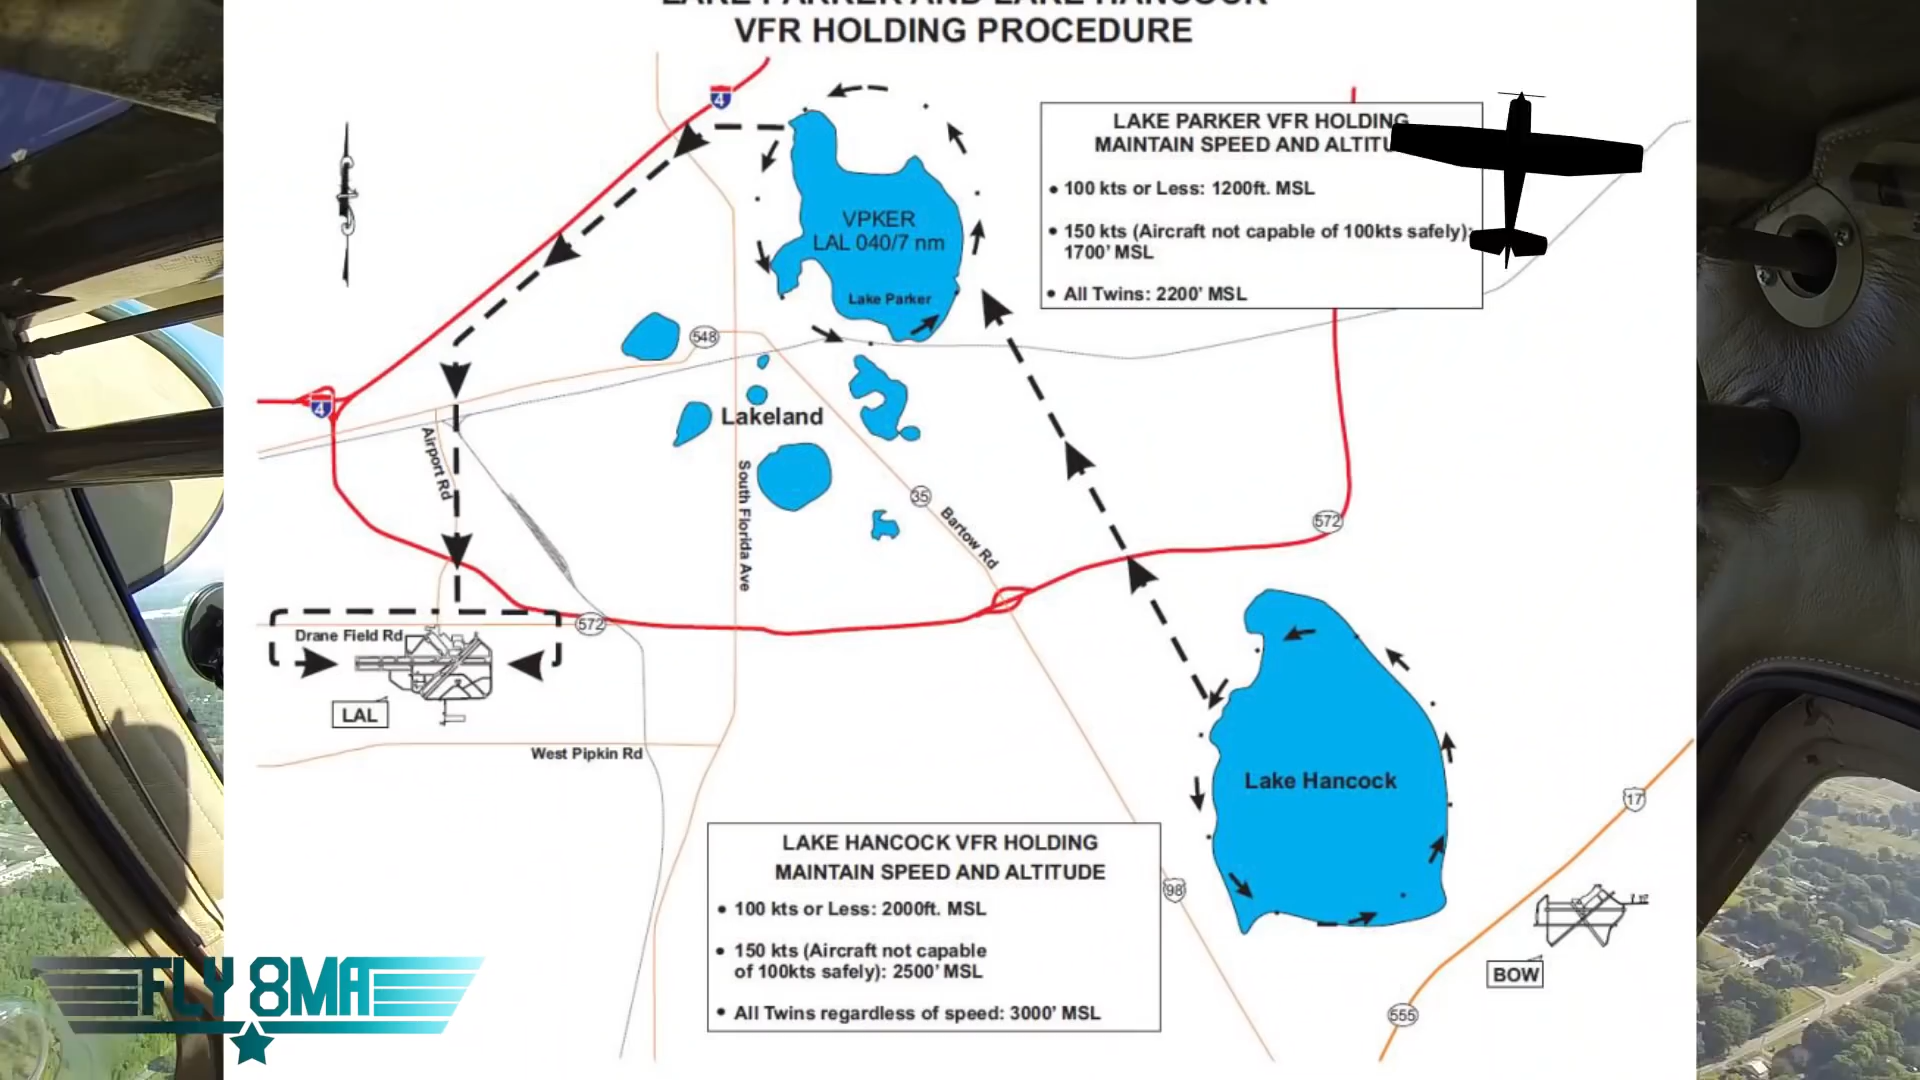 LAKE PARKER AND LAKE HANCOCK
VFR HOLDING PROCEDURE
4
LAKE PARKER VFR HOLDING
MAINTAIN SPEED AND ALTITU
• 100 kts or Less: 1200ft. MSL
• 150 kts (Aircraft not capable of 100kts safely):
1700' MSL
• All Twins: 2200' MSL
VPKER
LAL 040/7 nm
Lake Parker
548
4
Lakeland
Airport Rd
South Florida Ave
35
Bartow Rd
572
572
Drane Field Rd
LAL
West Pipkin Rd
Lake Hancock
17
LAKE HANCOCK VFR HOLDING
MAINTAIN SPEED AND ALTITUDE
• 100 kts or Less: 2000ft. MSL
• 150 kts (Aircraft not capable
of 100kts safely): 2500' MSL
• All Twins regardless of speed: 3000' MSL
98
BOW
555
FLY 8MA